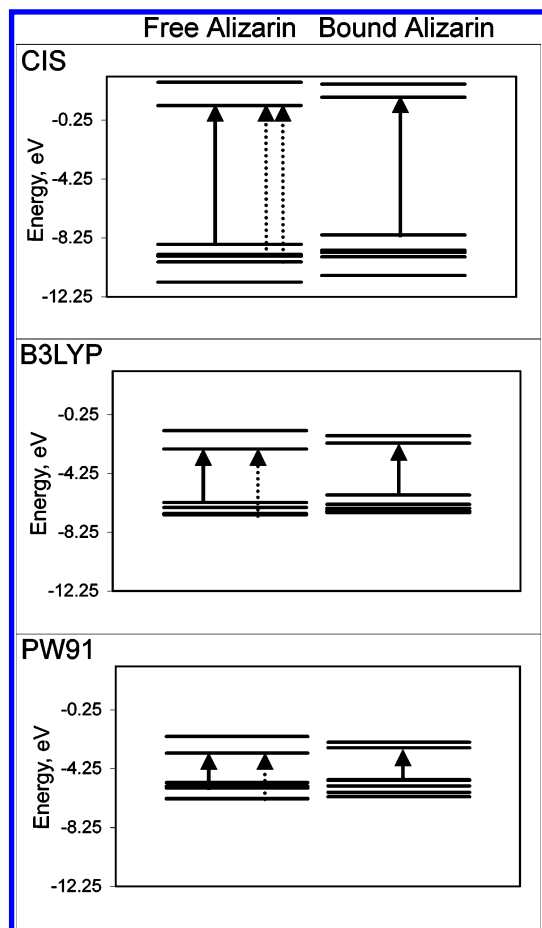 Free Alizarin Bound Alizarin
CIS
Energy, eV
-0.25
-4.25
-8.25
-12.25
B3LYP
Energy, eV
-0.25
-4.25
-8.25
-12.25
PW91
Energy, eV
-0.25
-4.25
-8.25
-12.25